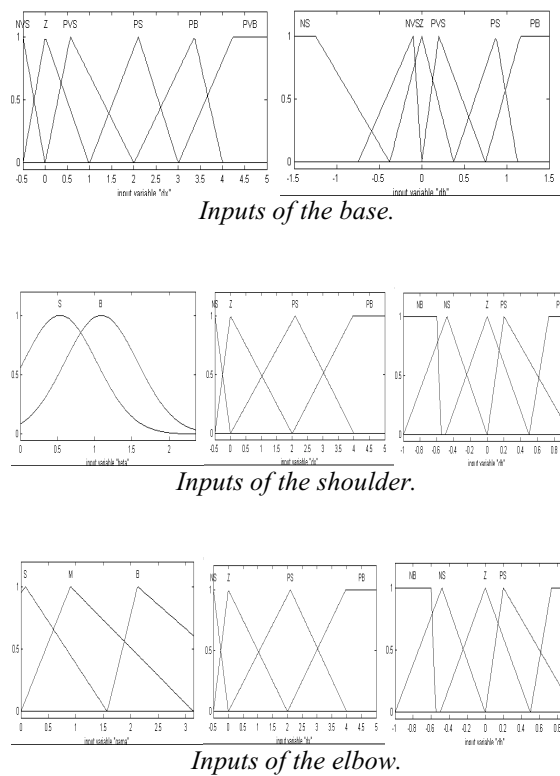 NVS Z PVS PS PB PVB
1
0.5
0
-0.5 0 0.5 1 1.5 2 2.5 3 3.5 4 4.5 5
NS NVSZ PVS PS PB
1
0.5
0
-1.5 -1 -0.5 0 0.5 1 1.5
input variable
Inputs of the base.
S B
1
0.5
0
0 0.5 1 1.5 2
input variable "beta"
NS Z PS PB
1
0.5
0
-0.5 0 0.5 1 1.5 2 2.5 3 3.5 4 4.5 5
input variable
NB NS Z PS P
1
0.5
0
-1 -0.8 -0.6 -0.4 -0.2 0 0.2 0.4 0.6 0.8
input variable
Inputs of the shoulder.
S M B
1
0.5
0
0 0.5 1 1.5 2 2.5 3
input variable "gama"
NS Z PS PB
1
0.5
0
-0.5 0 0.5 1 1.5 2 2.5 3 3.5 4 4.5 5
input variable
NB NS Z PS
1
0.5
0
-1 -0.8 -0.6 -0.4 -0.2 0 0.2 0.4 0.6 0.8
input variable
Inputs of the elbow.